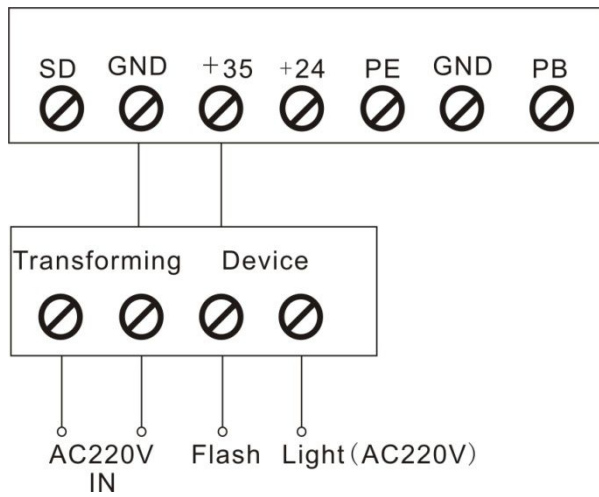 SD GND +35 +24 PE GND PB
Transforming Device
AC220V Flash Light(AC220V)
IN